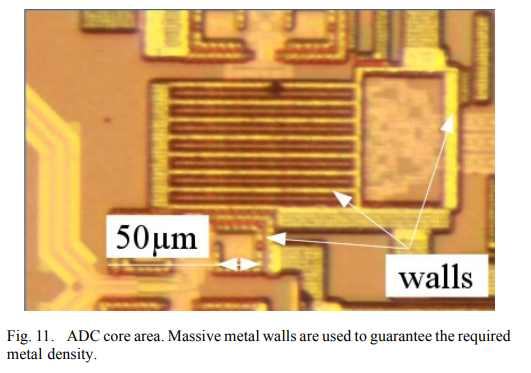 50μm
walls
Fig. 11. ADC core area. Massive metal walls are used to guarantee the required
metal density.